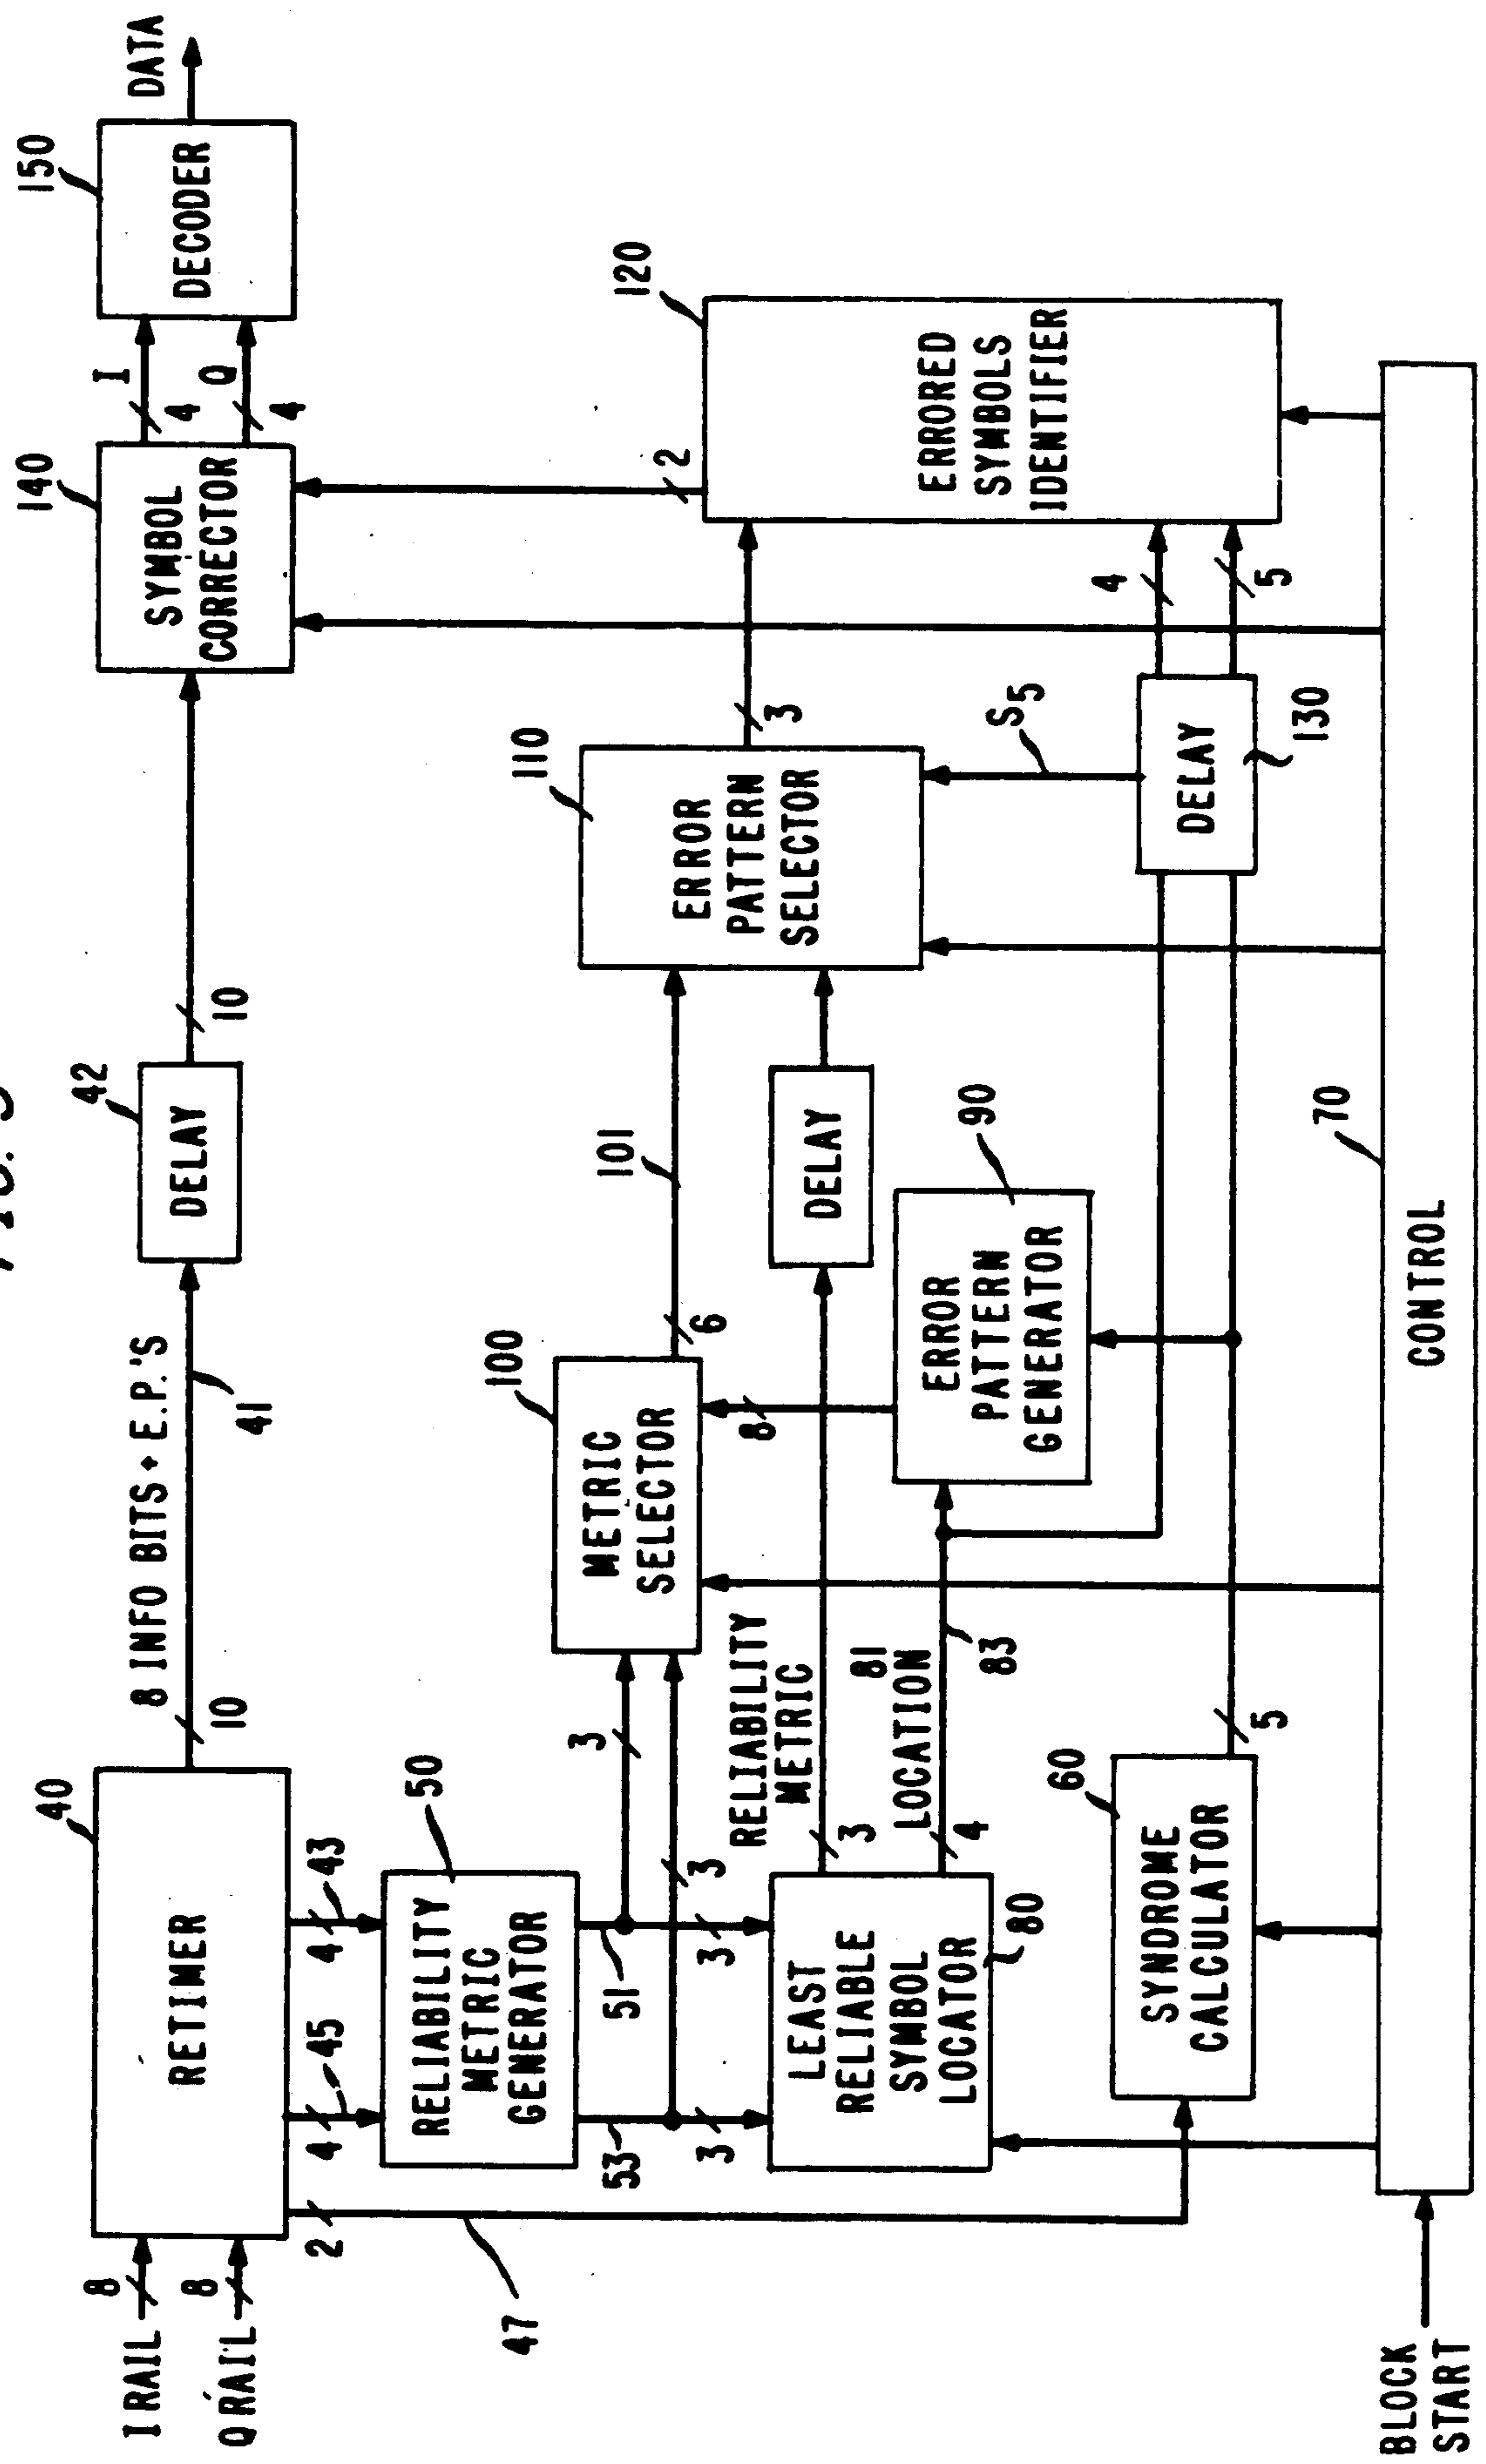 I RAIL
8
Q RAIL
8
40
RETIMER
10
8 INFO BITS + E.P.'S
41
42
DELAY
10
140
SYMBOL
CORRECTOR
I
4
Q
4
150
DECODER
DATA
2
47
4
45
4
43
50
RELIABILITY
METRIC
GENERATOR
53
51
3
3
3
3
100
METRIC
SELECTOR
6
101
110
ERROR
PATTERN
SELECTOR
3
2
120
ERRORED
SYMBOLS
IDENTIFIER
LEAST
RELIABLE
SYMBOL
LOCATOR
80
3
RELIABILITY
METRIC
81
LOCATION
4
83
8
DELAY
90
ERROR
PATTERN
GENERATOR
S5
DELAY
130
4
5
60
SYNDROME
CALCULATOR
5
70
CONTROL
BLOCK
START